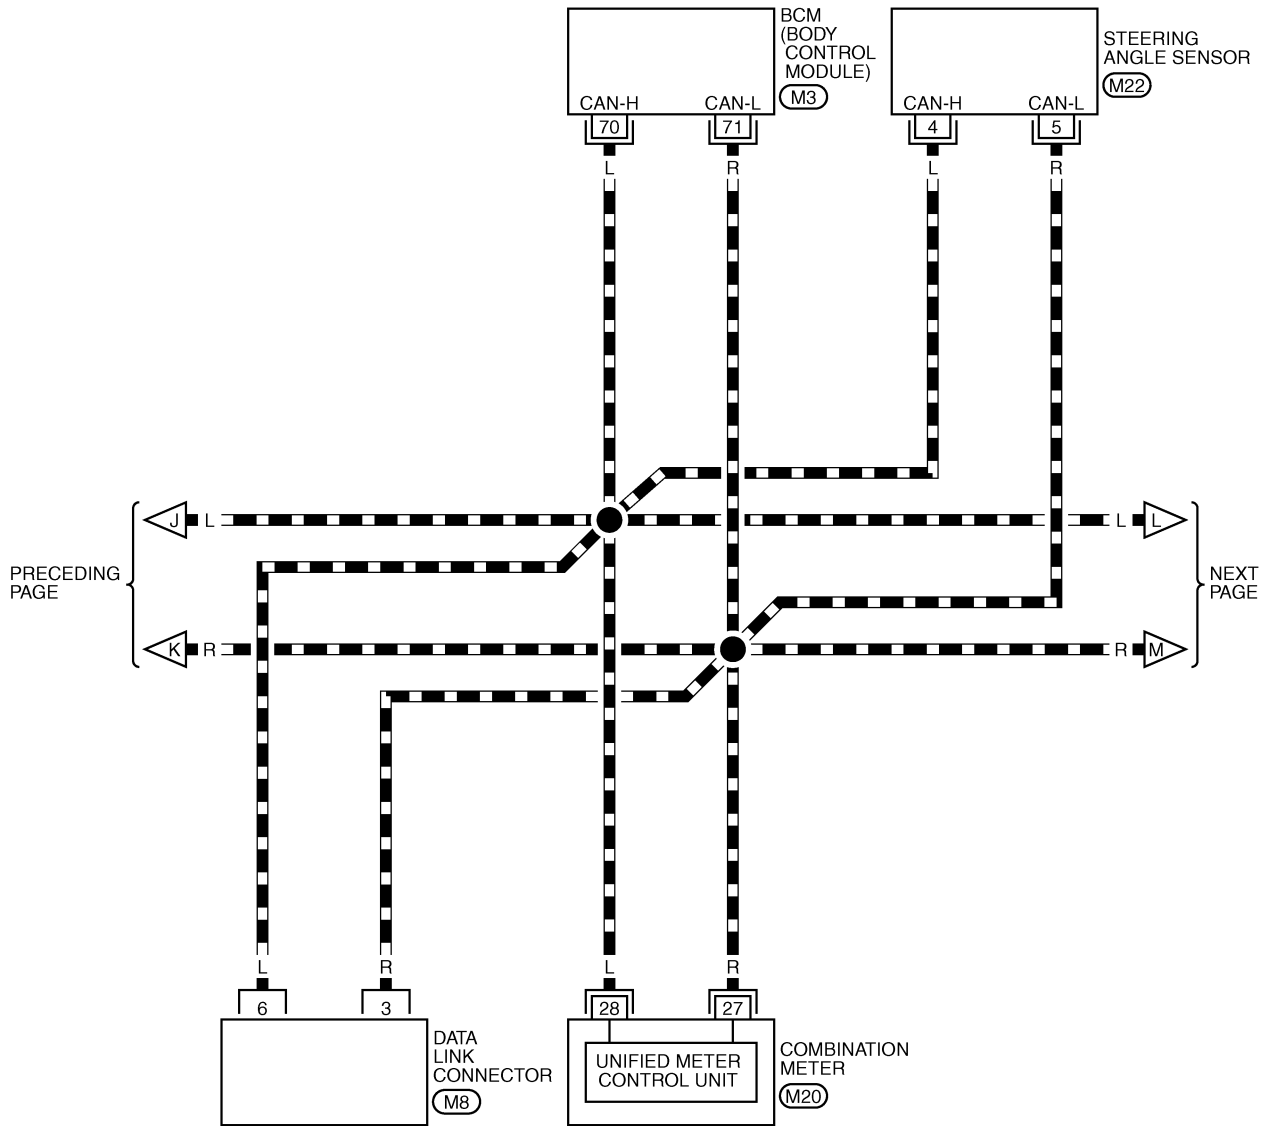 BCM
(BODY
CONTROL
MODULE)
M3
CAN-H
CAN-L
70
71
L
R
STEERING
ANGLE SENSOR
M22
CAN-H
CAN-L
4
5
L
R
PRECEDING
PAGE
J
L
K
R
L
L
R
M
NEXT
PAGE
L
R
6
3
DATA
LINK
CONNECTOR
M8
L
R
28
27
UNIFIED METER
CONTROL UNIT
COMBINATION
METER
M20